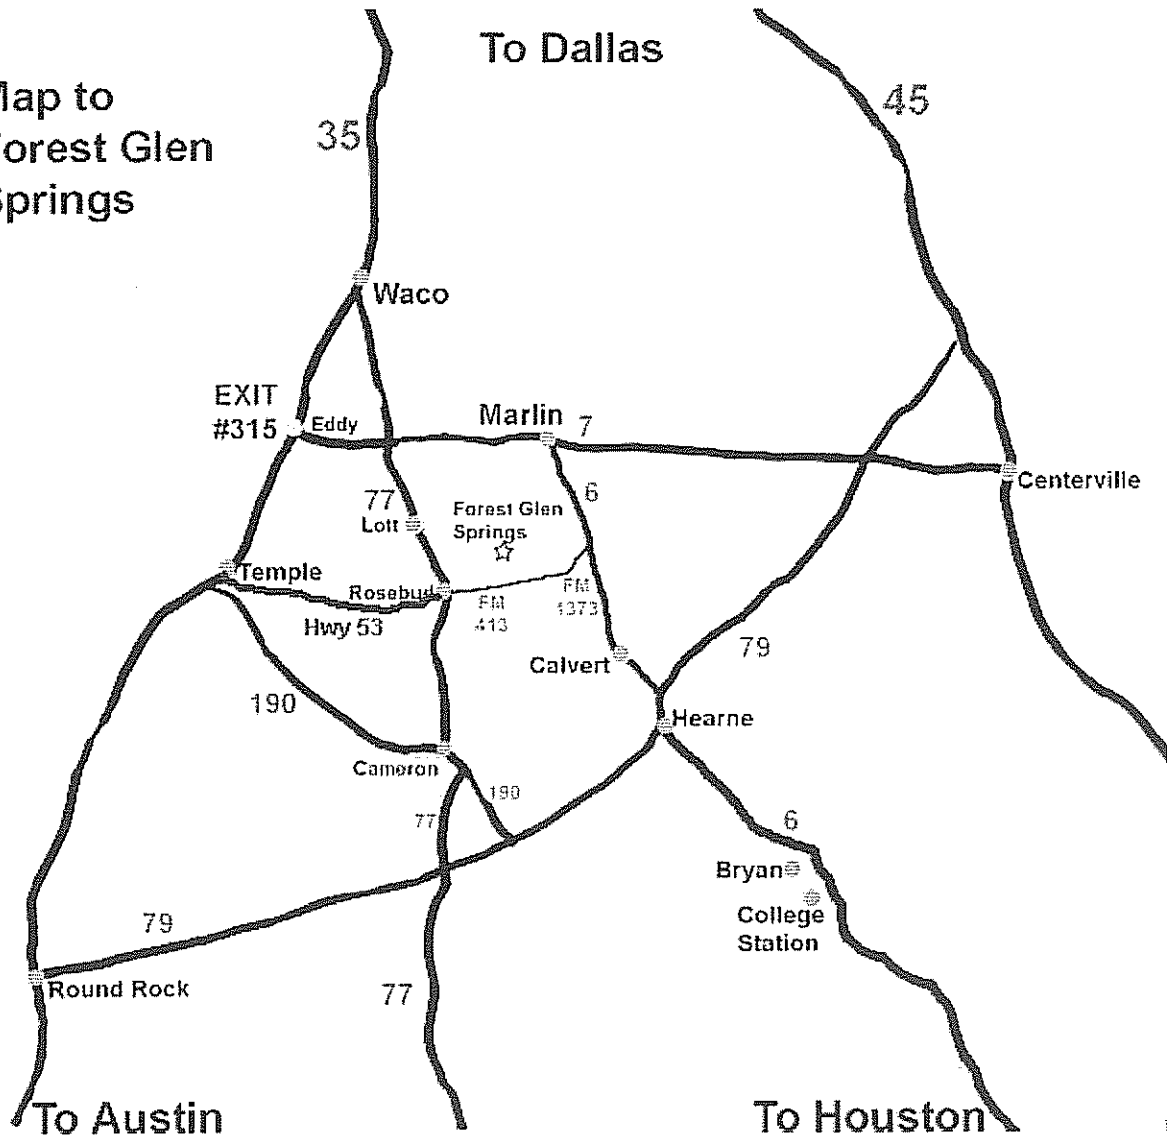 To Dallas
Map to
Forest Glen
Springs
45
35
Waco
EXIT
#315
Eddy
Marlin
7
6
77
Lott
Forest Glen
Springs
Centerville
Temple
Rosebud
Hwy 53
FM
413
FM
1373
Calvert
79
190
Hearne
Cameron
190
77
6
Bryan
College
Station
79
Round Rock
77
To Austin
To Houston